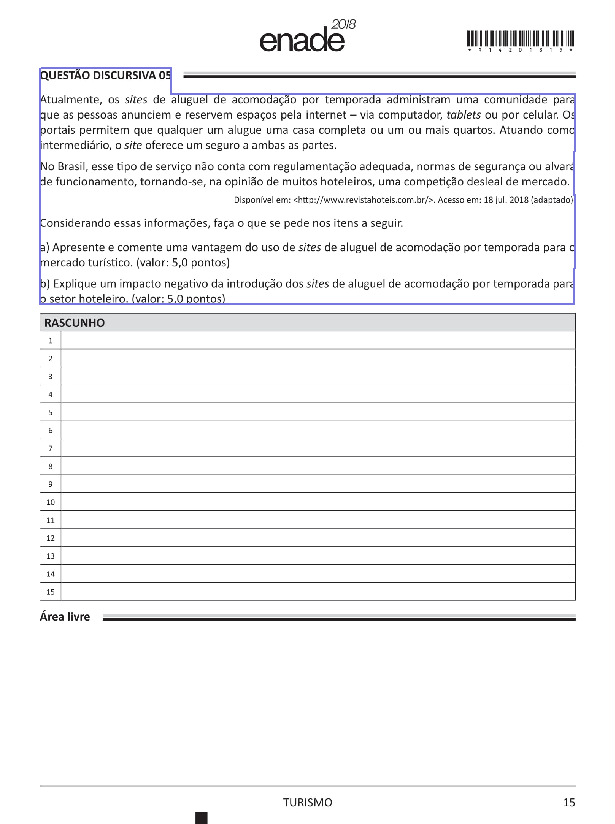 enade2018
*R1420181 5*
QUESTÃO DISCURSIVA 05
Atualmente, os sites de aluguel de acomodação por temporada administram uma comunidade para
que as pessoas anunciem e reservem espaços pela internet – via computador, tablets ou por celular. Os
portais permitem que qualquer um alugue uma casa completa ou um ou mais quartos. Atuando como
intermediário, o site oferece um seguro a ambas as partes.
No Brasil, esse tipo de serviço não conta com regulamentação adequada, normas de segurança ou alvará
de funcionamento, tornando-se, na opinião de muitos hoteleiros, uma competição desleal de mercado.
Disponível em: <http://www.revistahoteis.com.br/>. Acesso em: 18 jul. 2018 (adaptado)
Considerando essas informações, faça o que se pede nos itens a seguir.
a) Apresente e comente uma vantagem do uso de sites de aluguel de acomodação por temporada para o
mercado turístico. (valor: 5,0 pontos)
b) Explique um impacto negativo da introdução dos sites de aluguel de acomodação por temporada para
o setor hoteleiro. (valor: 5,0 pontos)
RASCUNHO
1
2
3
4
5
6
7
8
9
10
11
12
13
14
15
Área livre
TURISMO 15